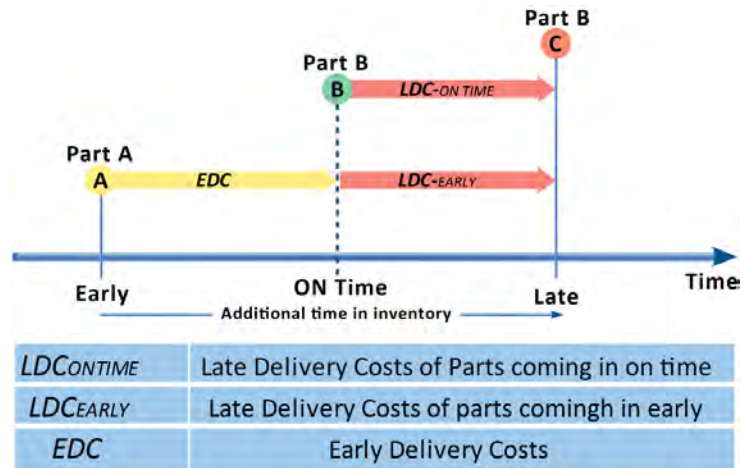 Part B
C
Part B
B
LDC-ON TIME
Part A
A
EDC
LDC-EARLY
Time
Early
ON Time
Late
Additional time in inventory
LDCONTIME Late Delivery Costs of Parts coming in on time
LDCEARLY Late Delivery Costs of parts comingh in early
EDC Early Delivery Costs